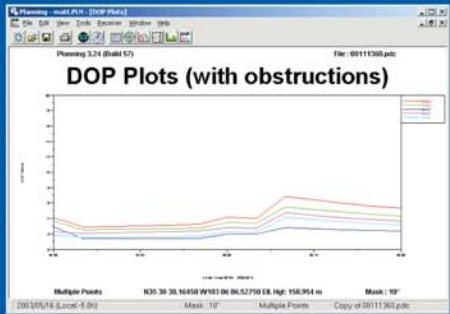 Planning - matt.PLN - [DOP Plots]
File Edit View Tools Receiver Window Help
Planning 3.24 (Build 57)
File : 00111360.pdc
DOP Plots (with obstructions)
Multiple Points
N35 30 30.16450 W103 06 06.52750 Ell. Hgt: 150.954 m
Mask : 10°
2003/05/16 (Local -5.0h)
Mask : 10°
Multiple Points
Copy of 00111360.pdc